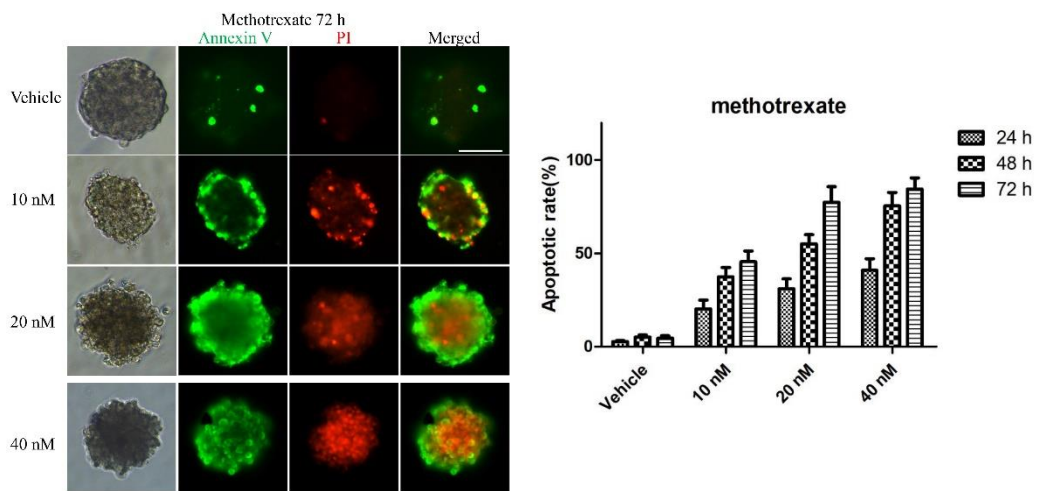 Methotrexate 72 h
Annexin V PI Merged
Vehicle
10 nM
20 nM
40 nM
methotrexate
Apoptotic rate(%)
100
50
0
Vehicle
10 nM
20 nM
40 nM
24 h
48 h
72 h